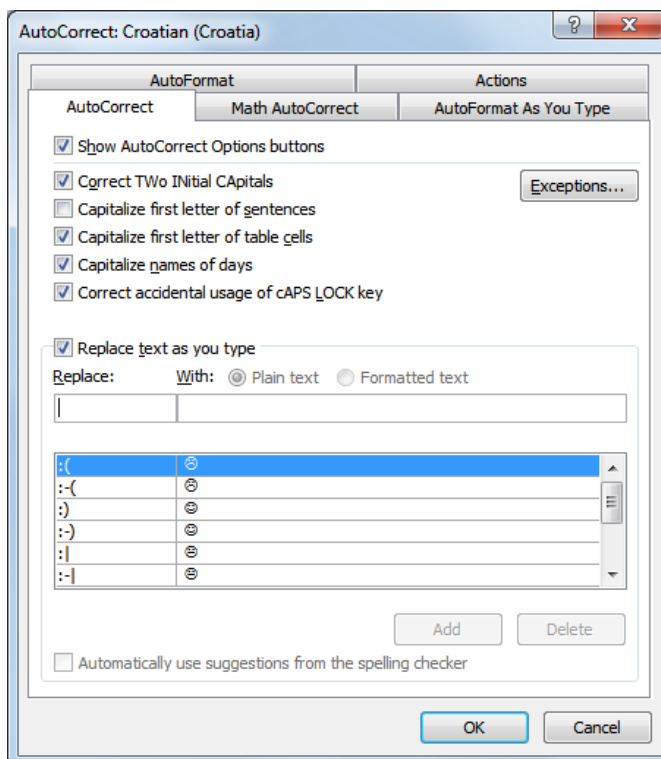 AutoCorrect: Croatian (Croatia)
AutoFormat Actions
AutoCorrect Math AutoCorrect AutoFormat As You Type
Show AutoCorrect Options buttons
Correct TWo INitial CApitals Exceptions...
Capitalize first letter of sentences
Capitalize first letter of table cells
Capitalize names of days
Correct accidental usage of cAPS LOCK key
Replace text as you type
Replace: With: Plain text Formatted text
:( ☹
:-( ☹
:) ☺
:-) ☺
:| 😐
:-| 😐
Add Delete
Automatically use suggestions from the spelling checker
OK Cancel